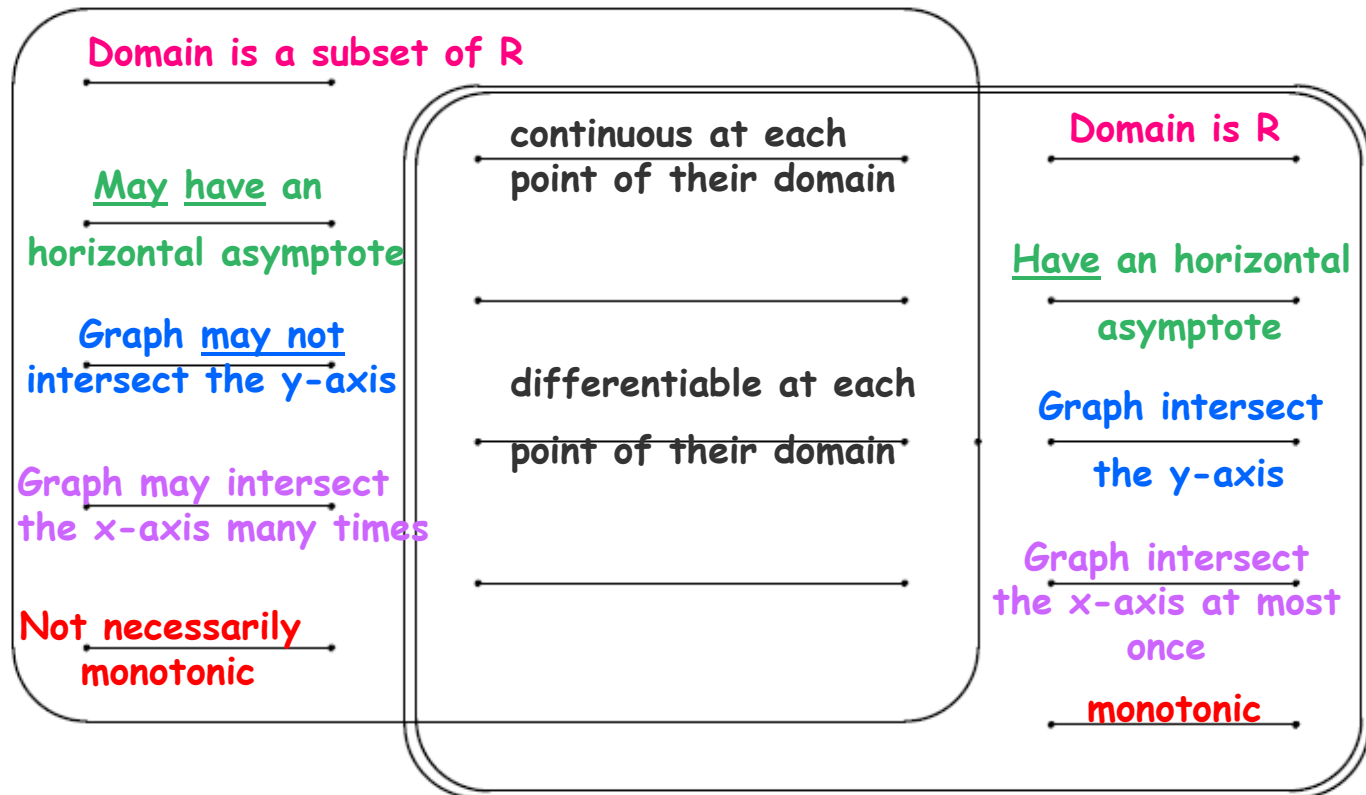 Domain is a subset of R
May have an
horizontal asymptote
Graph may not
intersect the y-axis
Graph may intersect
the x-axis many times
Not necessarily
monotonic
continuous at each
point of their domain
differentiable at each
point of their domain
Domain is R
Have an horizontal
asymptote
Graph intersect
the y-axis
Graph intersect
the x-axis at most
once
monotonic